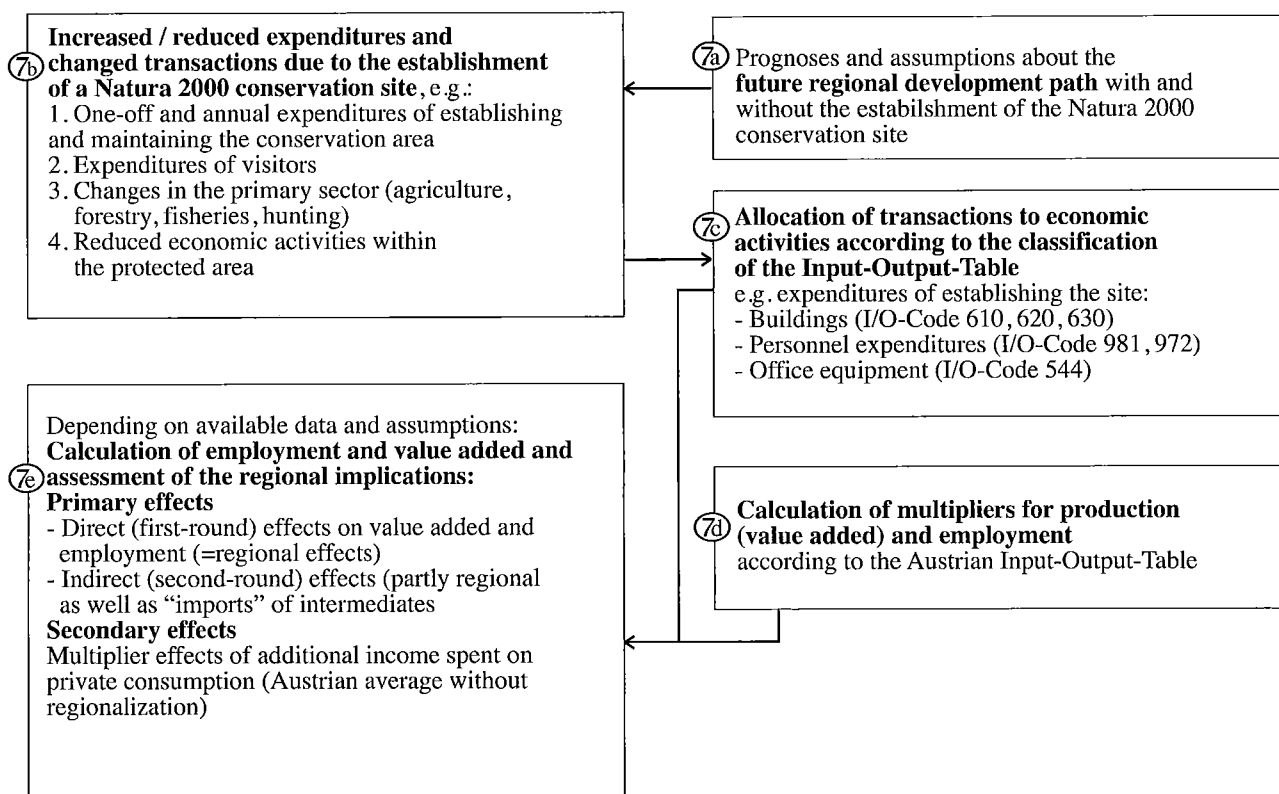 7a Prognoses and assumptions about the
future regional development path with and
without the estabilshment of the Natura 2000
conservation site
Increased / reduced expenditures and
7b changed transactions due to the establishment
of a Natura 2000 conservation site, e.g.:
1. One-off and annual expenditures of establishing
and maintaining the conservation area
2. Expenditures of visitors
3. Changes in the primary sector (agriculture,
forestry, fisheries, hunting)
4. Reduced economic activities within
the protected area
7c Allocation of transactions to economic
activities according to the classification
of the Input-Output-Table
e.g. expenditures of establishing the site:
- Buildings (I/O-Code 610, 620, 630)
- Personnel expenditures (I/O-Code 981, 972)
- Office equipment (I/O-Code 544)
7d Calculation of multipliers for production
(value added) and employment
according to the Austrian Input-Output-Table
Depending on available data and assumptions:
Calculation of employment and value added and
7e assessment of the regional implications:
Primary effects
- Direct (first-round) effects on value added and
employment (=regional effects)
- Indirect (second-round) effects (partly regional
as well as “imports” of intermediates
Secondary effects
Multiplier effects of additional income spent on
private consumption (Austrian average without
regionalization)